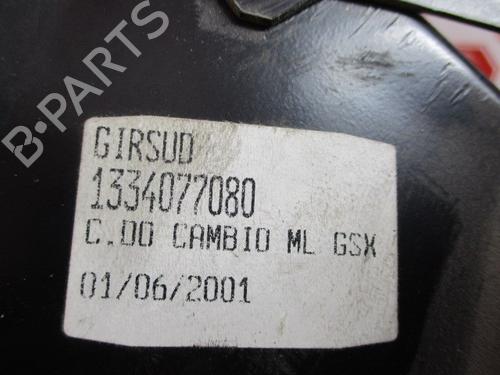 B-PARTS
GIRSUD
1334077080
C.DO CAMBIO ML GSX
01/06/2001